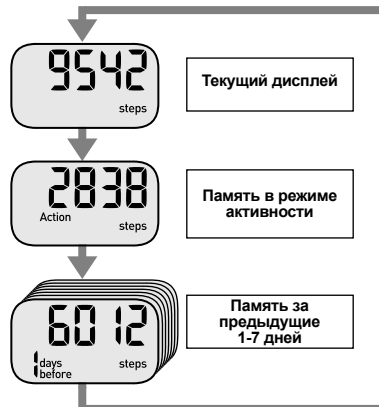 9542
steps
Текущий дисплей
2838
Action
steps
Память в режиме
активности
6012
1 days
before
steps
Память за
предыдущие
1-7 дней